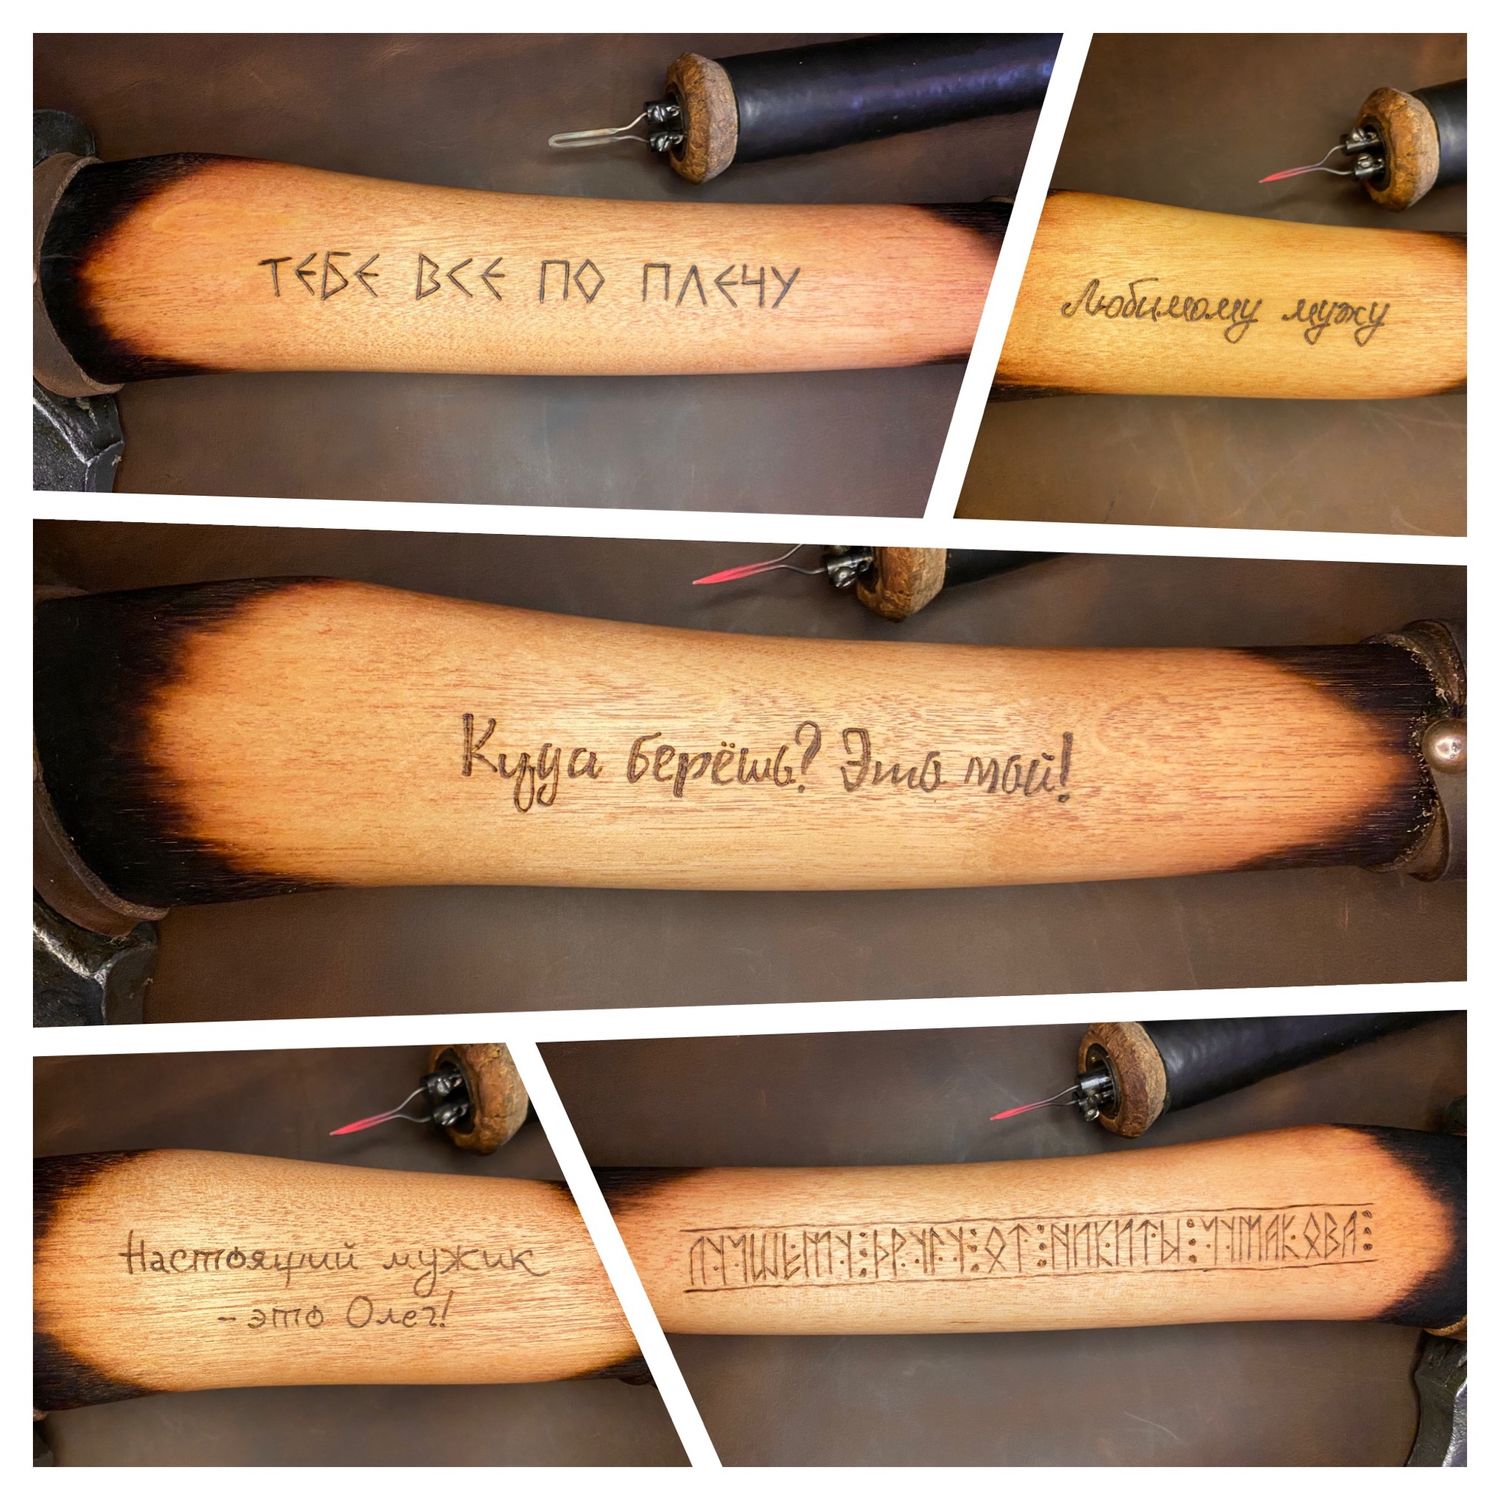 ТЕБЕ ВСЕ ПО ПЛЕЧУ
Любимому мужу
Куда берёшь? Это мой!
Настоящий мужик
- это Олег!
ЛУЧШЕМУ:ДРУГУ:ОТ:НИКИТЫ:ЧУМАКОВА: